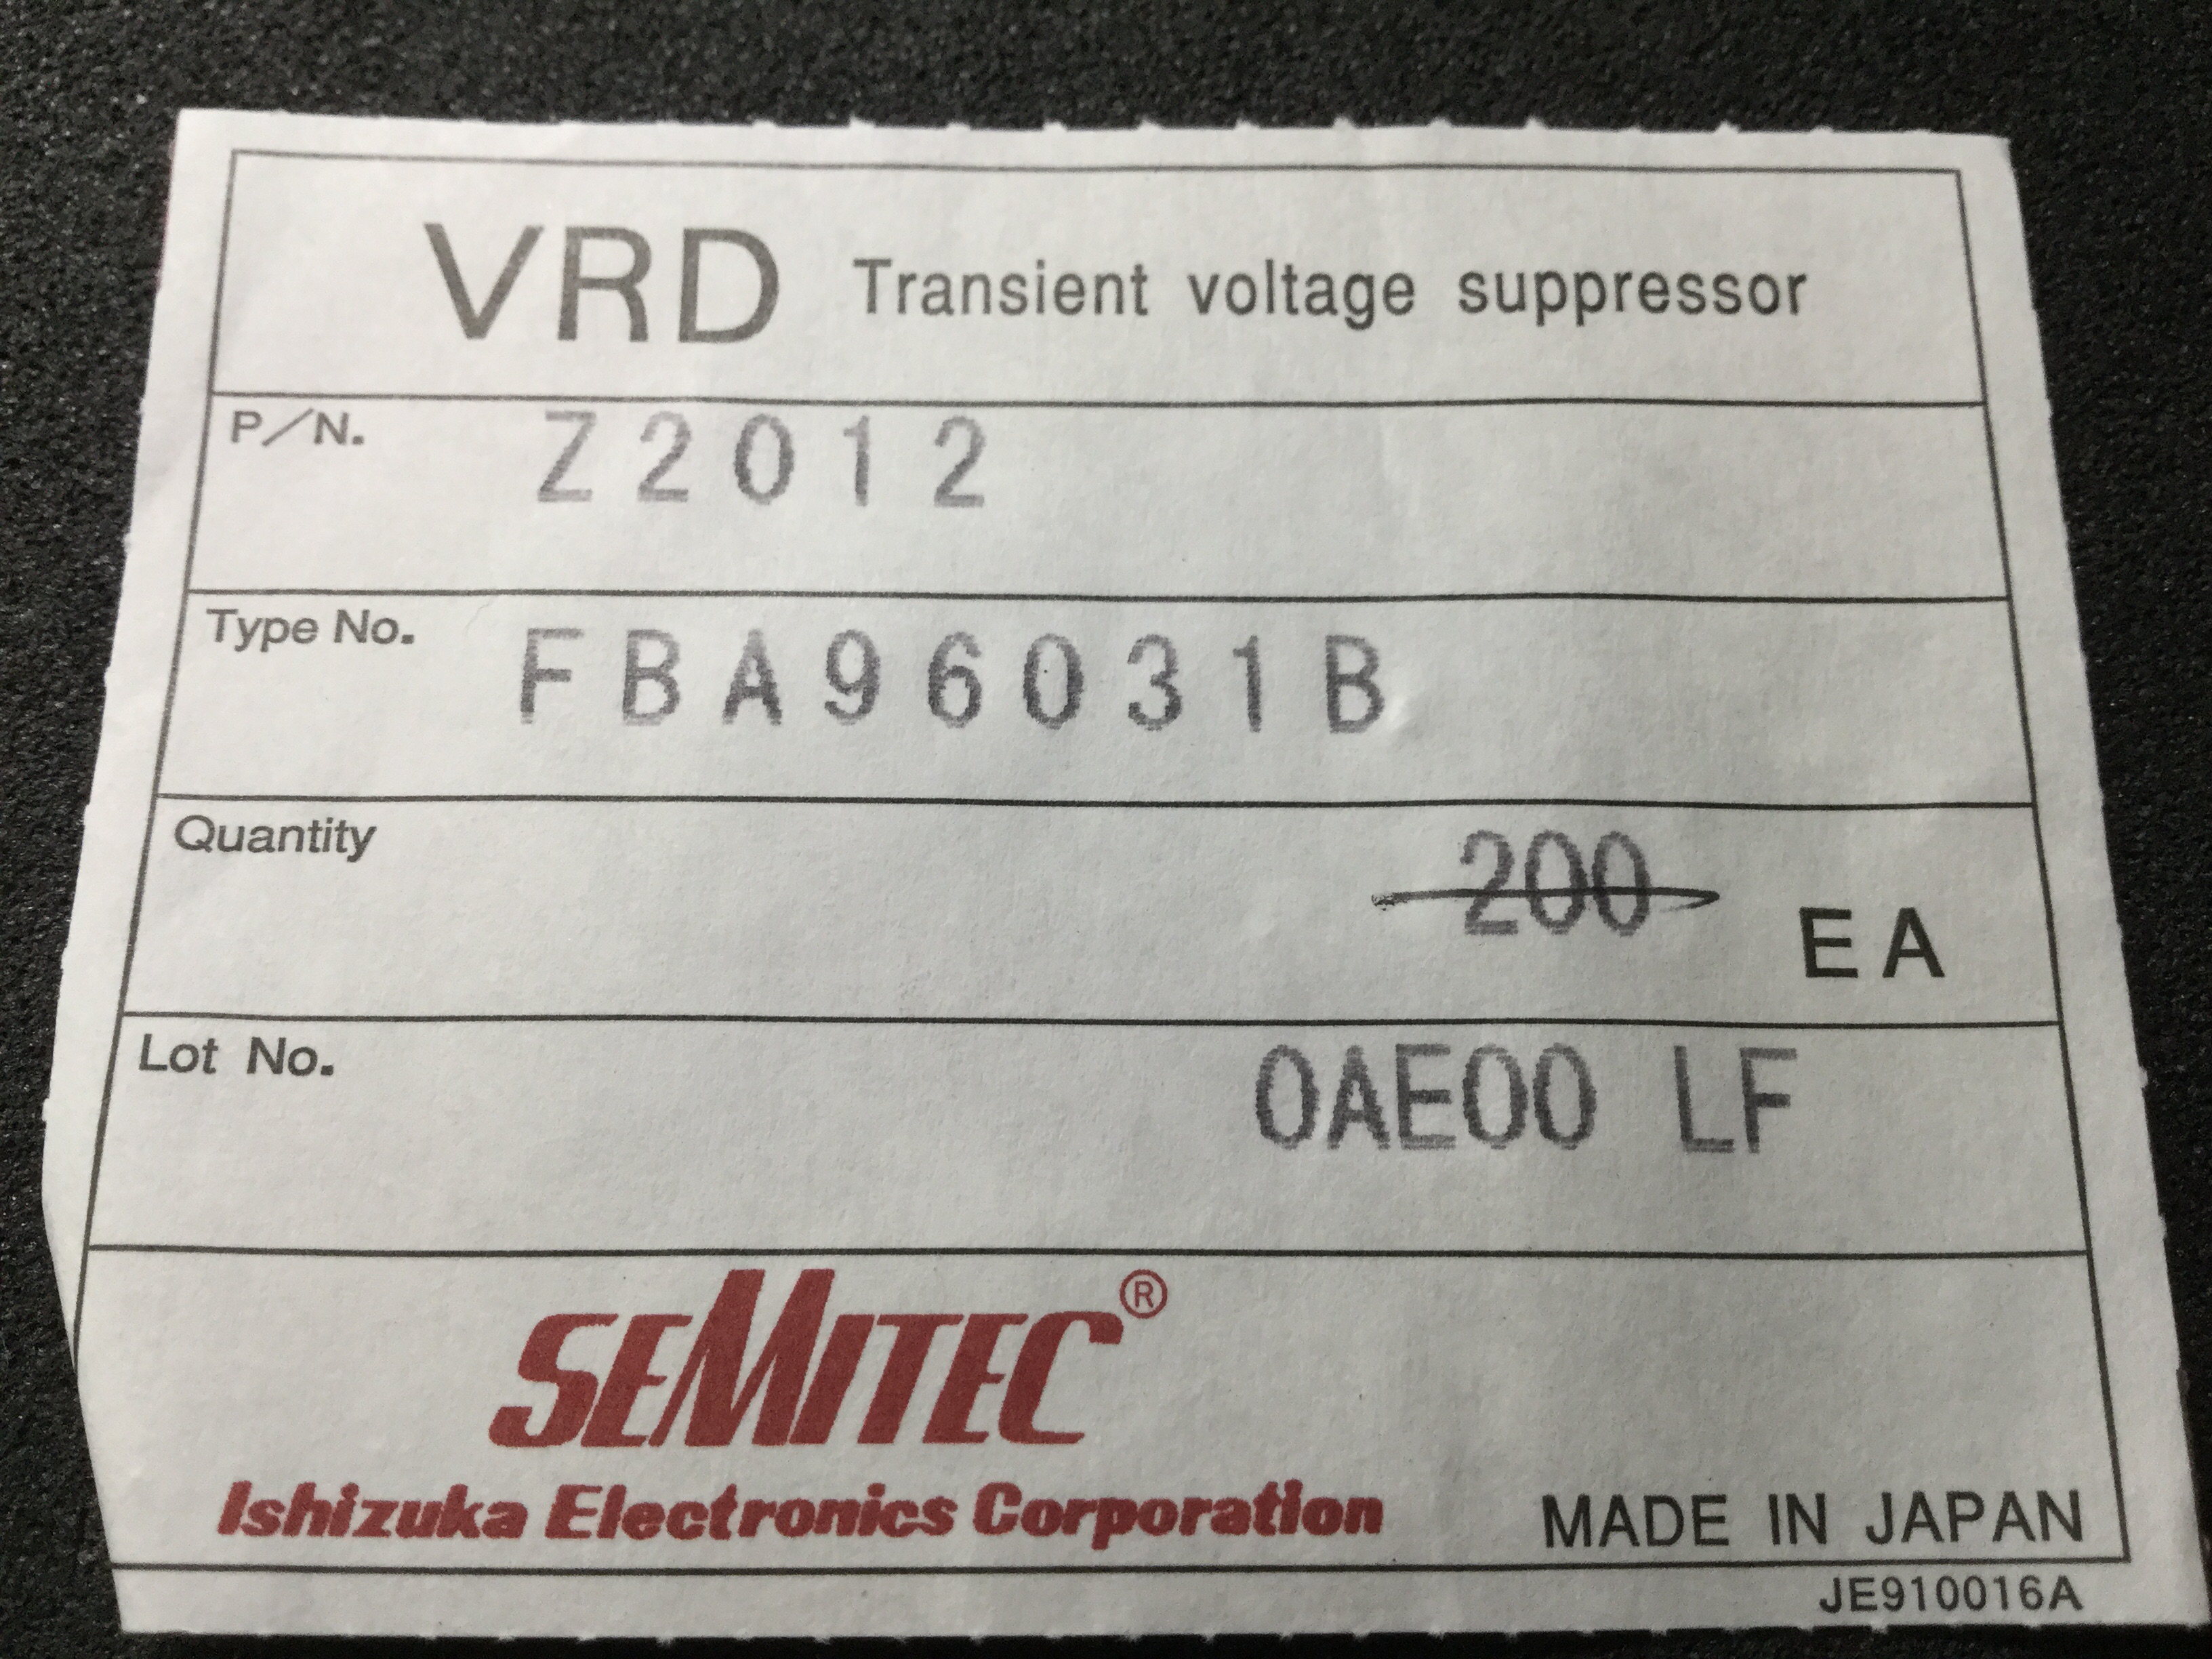 VRD Transient voltage suppressor
P/N. Z2012
Type No. FBA96031B
Quantity 200 EA
Lot No. 0AE00 LF
SEMITEC®
Ishizuka Electronics Corporation MADE IN JAPAN
JE910016A